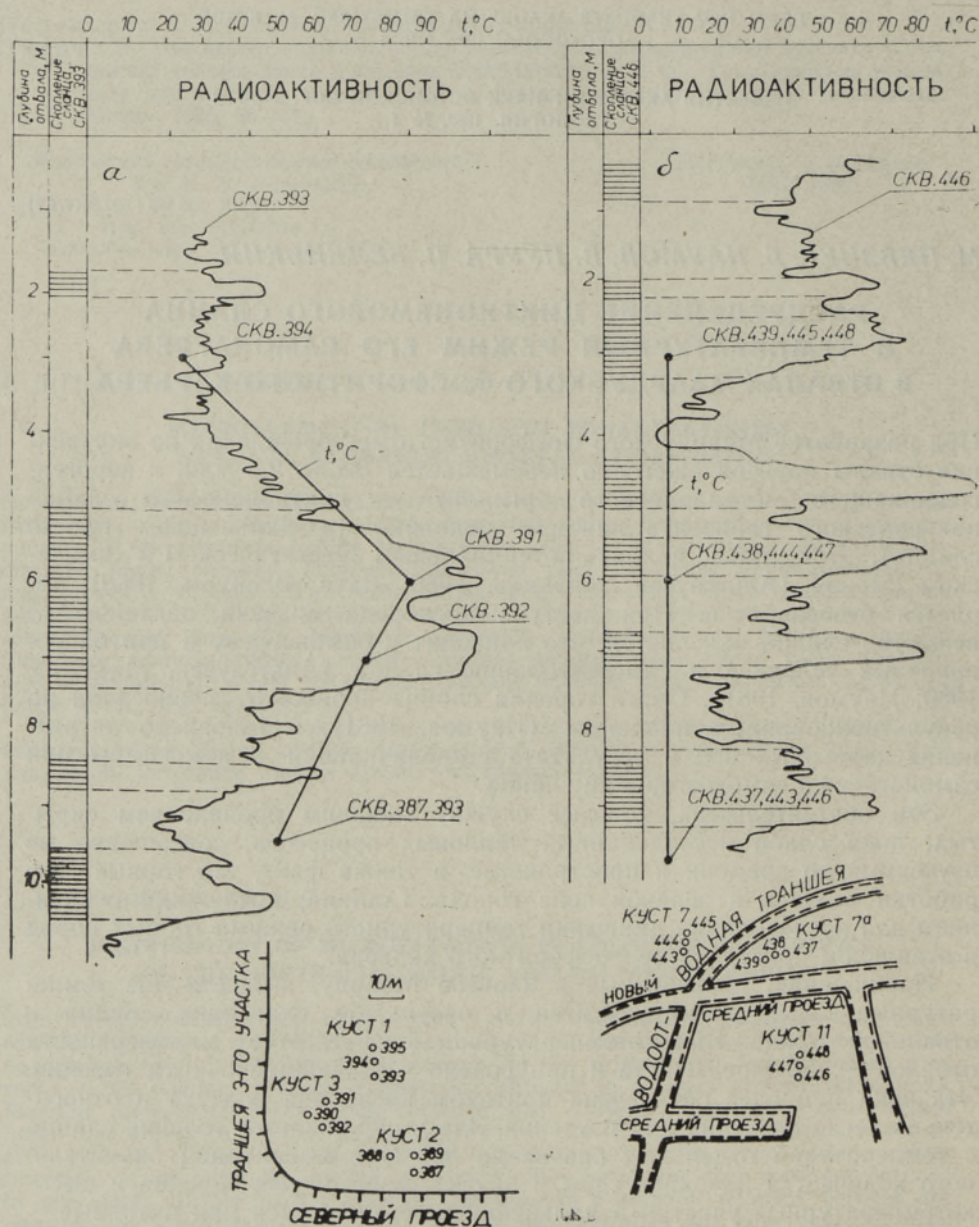 0 10 20 30 40 50 60 70 80 90 t,°C
Глубина отвала, м
Скопление сланца, СКВ. 393
РАДИОАКТИВНОСТЬ
а
СКВ.393
2
СКВ.394
4
t,°C
СКВ.391
6
СКВ.392
8
СКВ.387,393
10
0 10 20 30 40 50 60 70 80 t,°C
Глубина отвала, м
Скопление сланца, СКВ. 446
РАДИОАКТИВНОСТЬ
б
СКВ.446
2
СКВ.439,445,448
4
t,°C
СКВ.438,444,447
6
8
СКВ.437,443,446
ТРАНШЕЯ 3-ГО УЧАСТКА
10м
КУСТ 1
395
394
393
КУСТ 3
391
390
392
КУСТ 2
388 389
387
СЕВЕРНЫЙ ПРОЕЗД
КУСТ 7
445
444
443
ВОДООТ-
ВОДНАЯ ТРАНШЕЯ
КУСТ 7а
438
439 437
НОВЫЙ
СРЕДНИЙ ПРОЕЗД
КУСТ 11
448
447
446
СРЕДНИЙ ПРОЕЗД